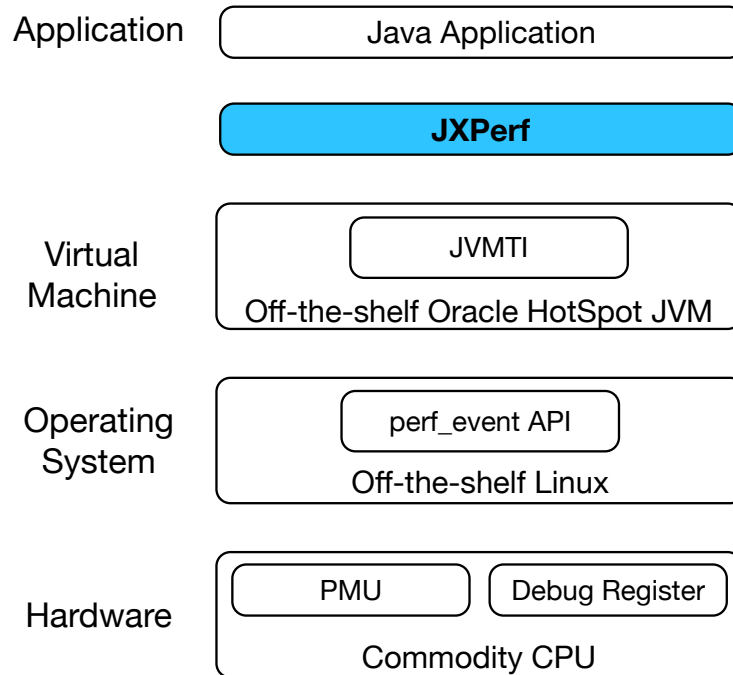 Application
Java Application
JXPerf
Virtual
Machine
JVMTI
Off-the-shelf Oracle HotSpot JVM
Operating
System
perf_event API
Off-the-shelf Linux
Hardware
PMU
Debug Register
Commodity CPU